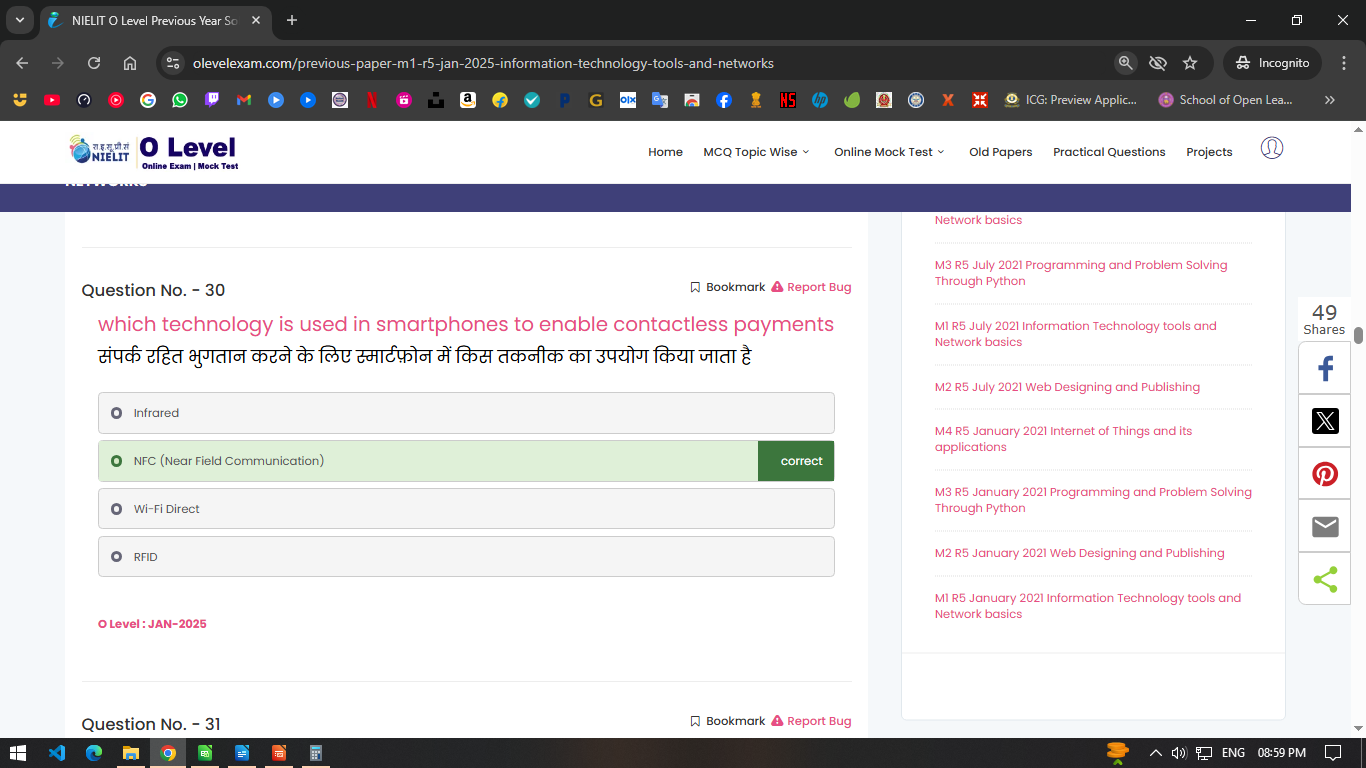 NIELIT O Level Previous Year So
olevelexam.com/previous-paper-m1-r5-jan-2025-information-technology-tools-and-networks
Incognito
ICG: Preview Applic...
School of Open Lea...
NIELIT
O Level
Online Exam | Mock Test
Home
MCQ Topic Wise
Online Mock Test
Old Papers
Practical Questions
Projects
Question No. - 30
Bookmark
Report Bug
which technology is used in smartphones to enable contactless payments
संपर्क रहित भुगतान करने के लिए स्मार्टफ़ोन में किस तकनीक का उपयोग किया जाता है
Infrared
NFC (Near Field Communication)
correct
Wi-Fi Direct
RFID
O Level : JAN-2025
Question No. - 31
Bookmark
Report Bug
Network basics
M3 R5 July 2021 Programming and Problem Solving
Through Python
M1 R5 July 2021 Information Technology tools and
Network basics
M2 R5 July 2021 Web Designing and Publishing
M4 R5 January 2021 Internet of Things and its
applications
M3 R5 January 2021 Programming and Problem Solving
Through Python
M2 R5 January 2021 Web Designing and Publishing
M1 R5 January 2021 Information Technology tools and
Network basics
49
Shares
ENG
08:59 PM